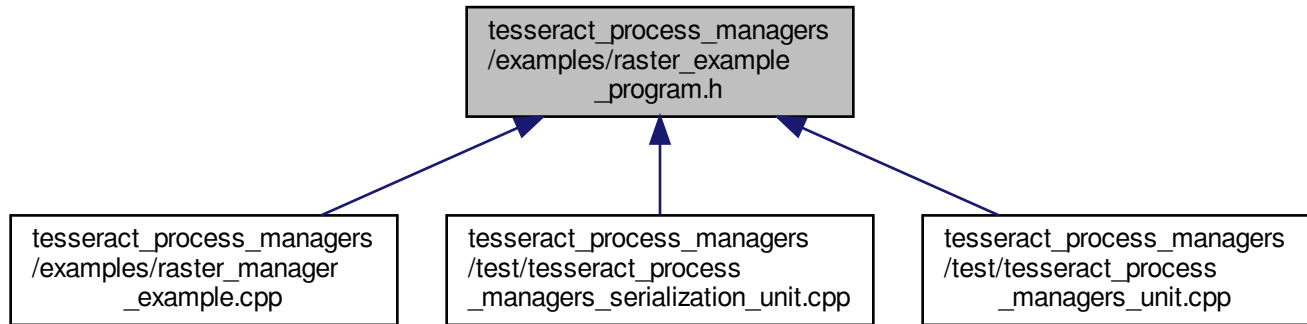 tesseract_process_managers
/examples/raster_example
_program.h
tesseract_process_managers
/examples/raster_manager
_example.cpp
tesseract_process_managers
/test/tesseract_process
_managers_serialization_unit.cpp
tesseract_process_managers
/test/tesseract_process
_managers_unit.cpp